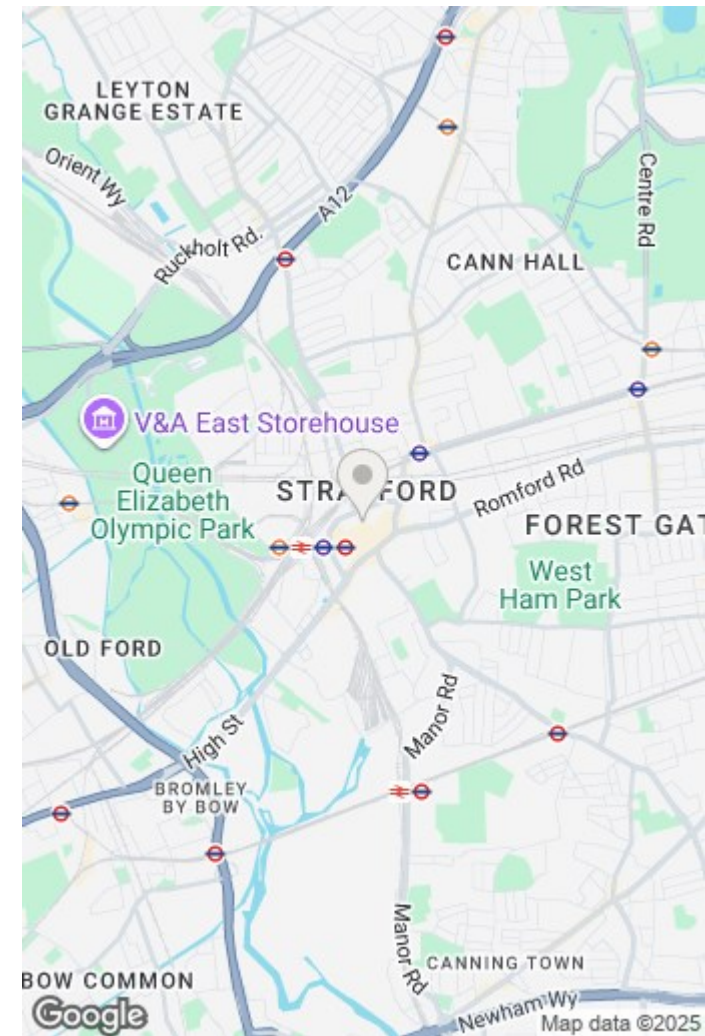 LEYTON
GRANGE ESTATE
Orient Wy
Ruckholt Rd.
A12
Centre Rd
CANN HALL
V&A East Storehouse
Queen
Elizabeth
Olympic Park
STRA FORD
Romford Rd
FOREST GAT
West
Ham Park
OLD FORD
High St
Manor Rd
BROMLEY
BY BOW
Manor Rd
CANNING TOWN
BOW COMMON
Newham Wy
Google
Map data ©2025